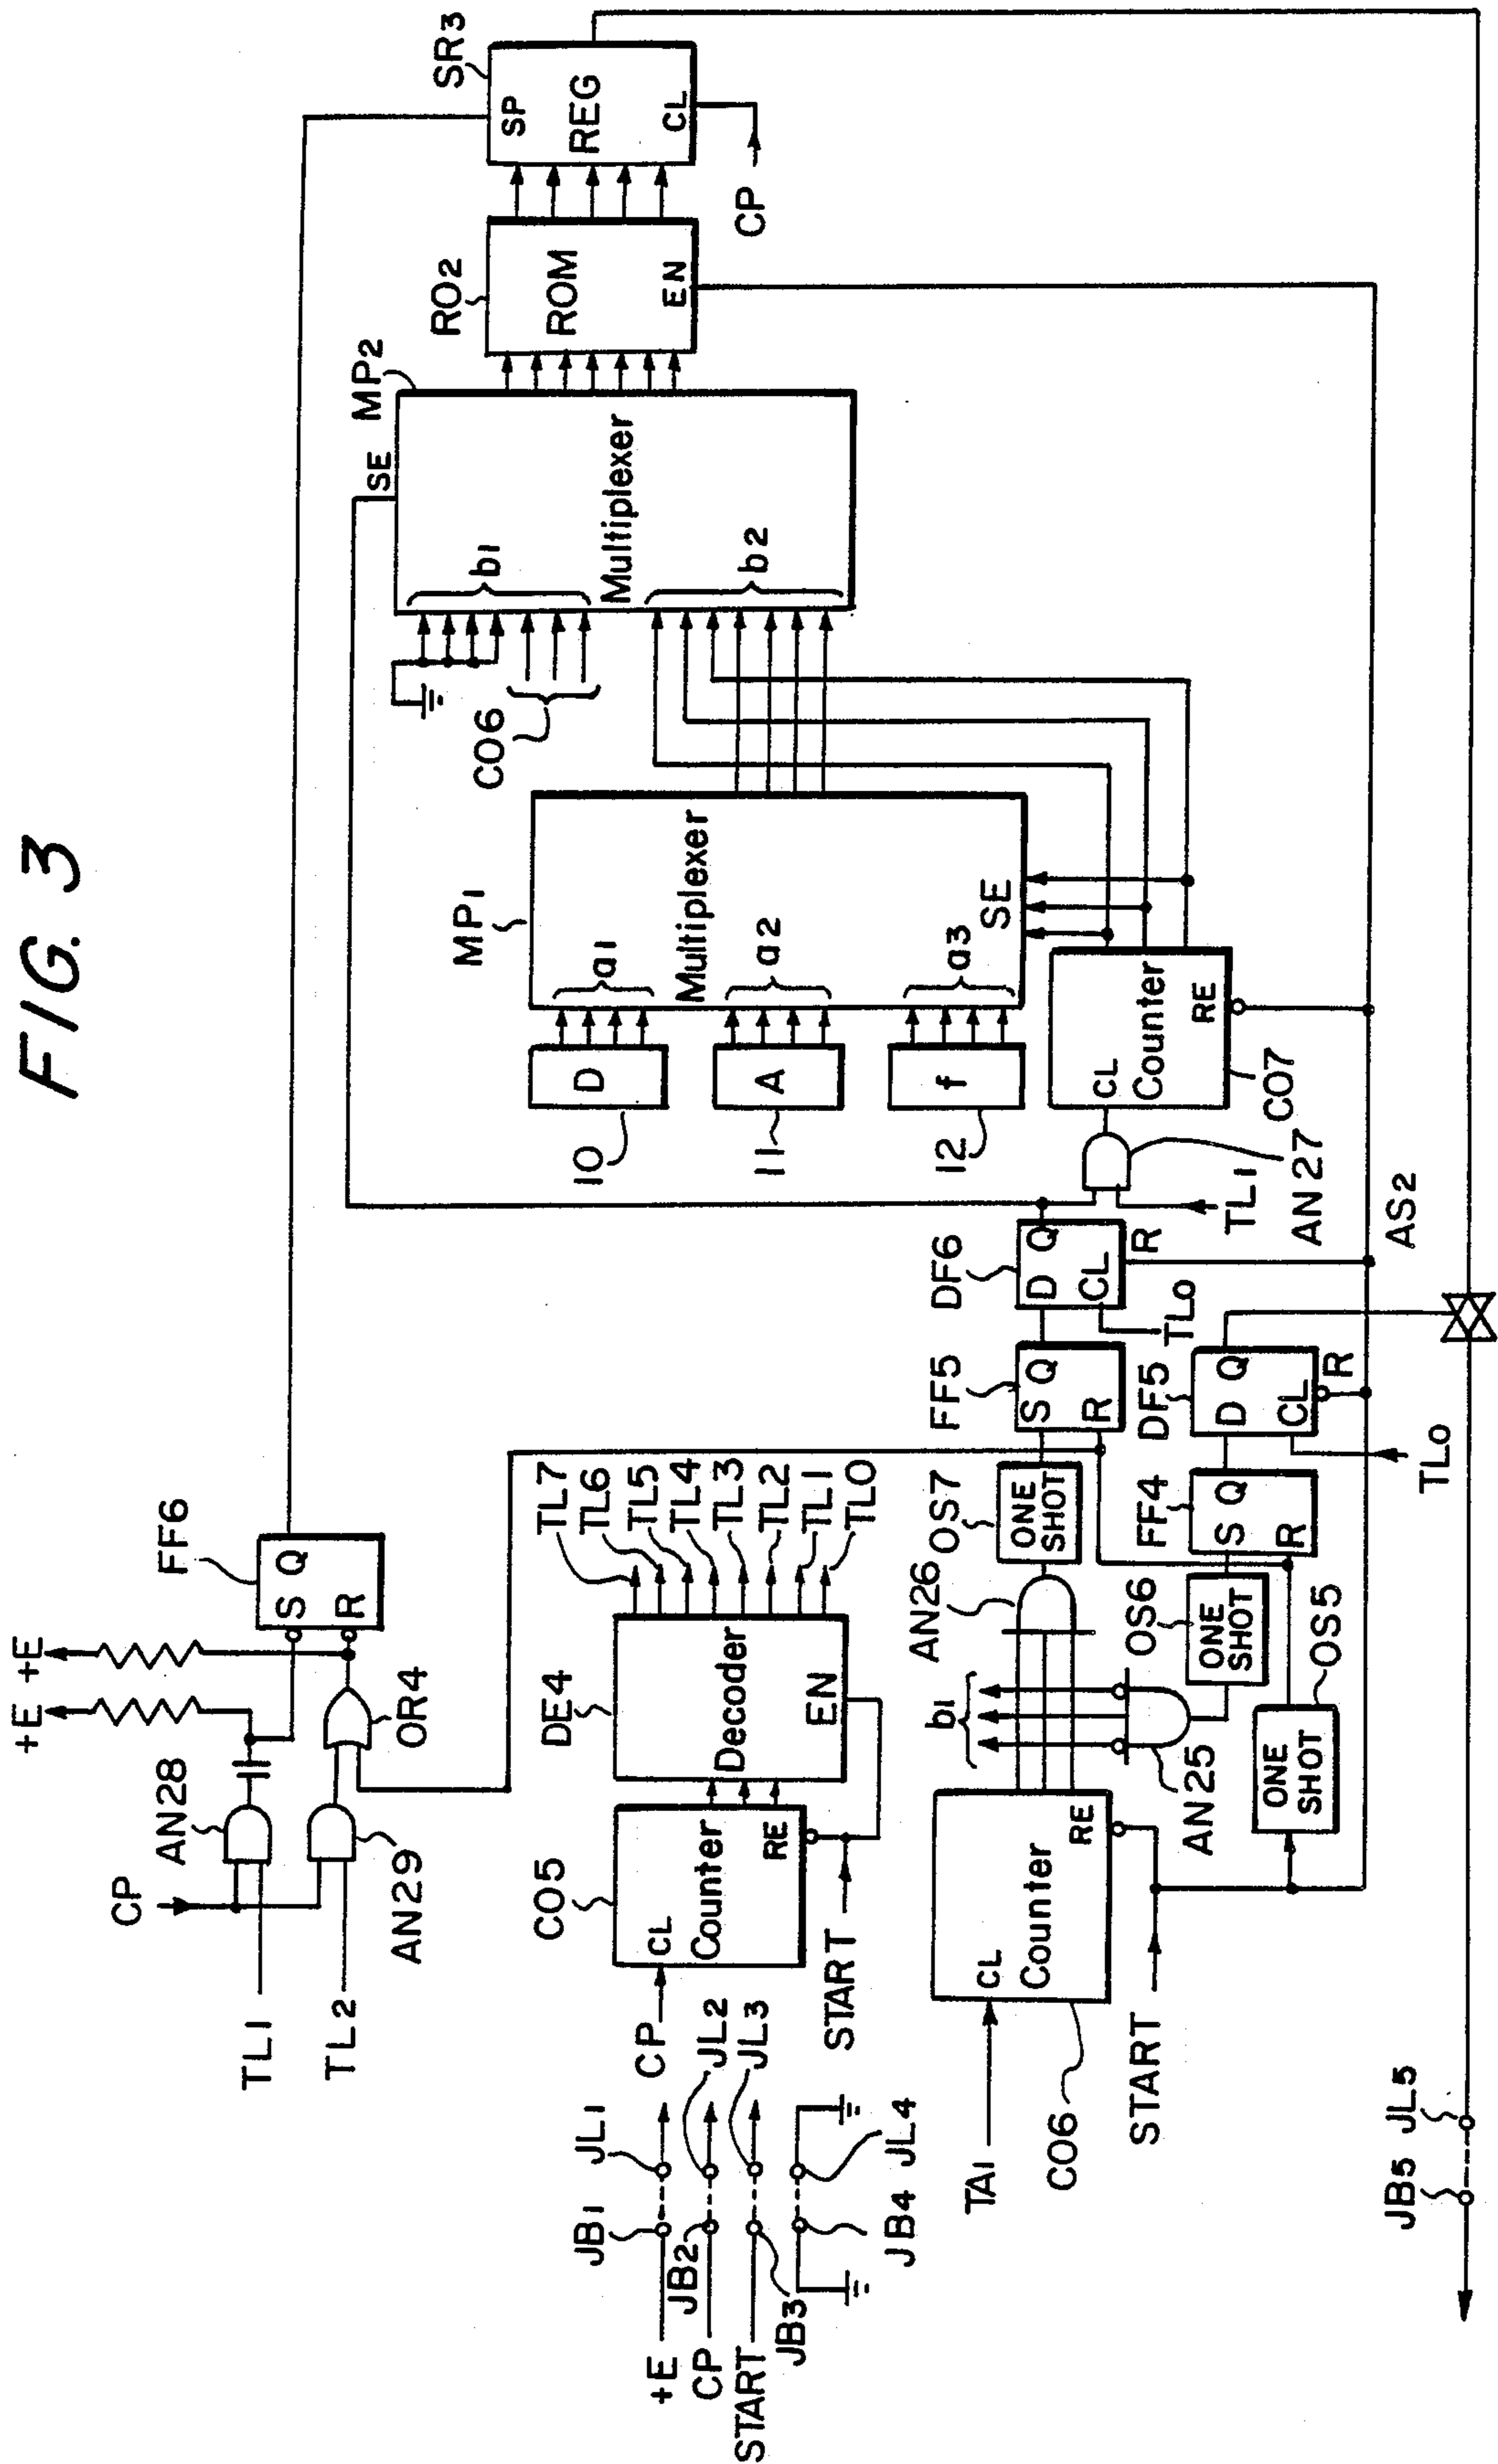 FIG. 3
+E
+E
CP
TL1
TL2
AN28
AN29
OR4
FF6
S Q
R
SR3
SP
REG
CL
CP
RO2
ROM
EN
MP2
SE
b1
Multiplexer
b2
CO6
MP1
Multiplexer
a1
a2
a3
SE
D
A
f
10
11
12
CL
Counter
RE
CO7
AN27
TL1
DF6
D Q
CL
R
TLO
AS2
FF5
S Q
R
OS7
ONE
SHOT
AN26
DF5
D Q
CL
R
TLO
FF4
S Q
R
OS6
ONE
SHOT
OS5
ONE
SHOT
AN25
b1
TL7
TL6
TL5
TL4
TL3
TL2
TL1
TLO
DE4
Decoder
EN
CO5
CL
Counter
RE
CP
START
CL
Counter
RE
CO6
TA1
START
JB1
JL1
JB2
JL2
JB3
JL3
JB4
JL4
+E
CP
START
JB5
JL5